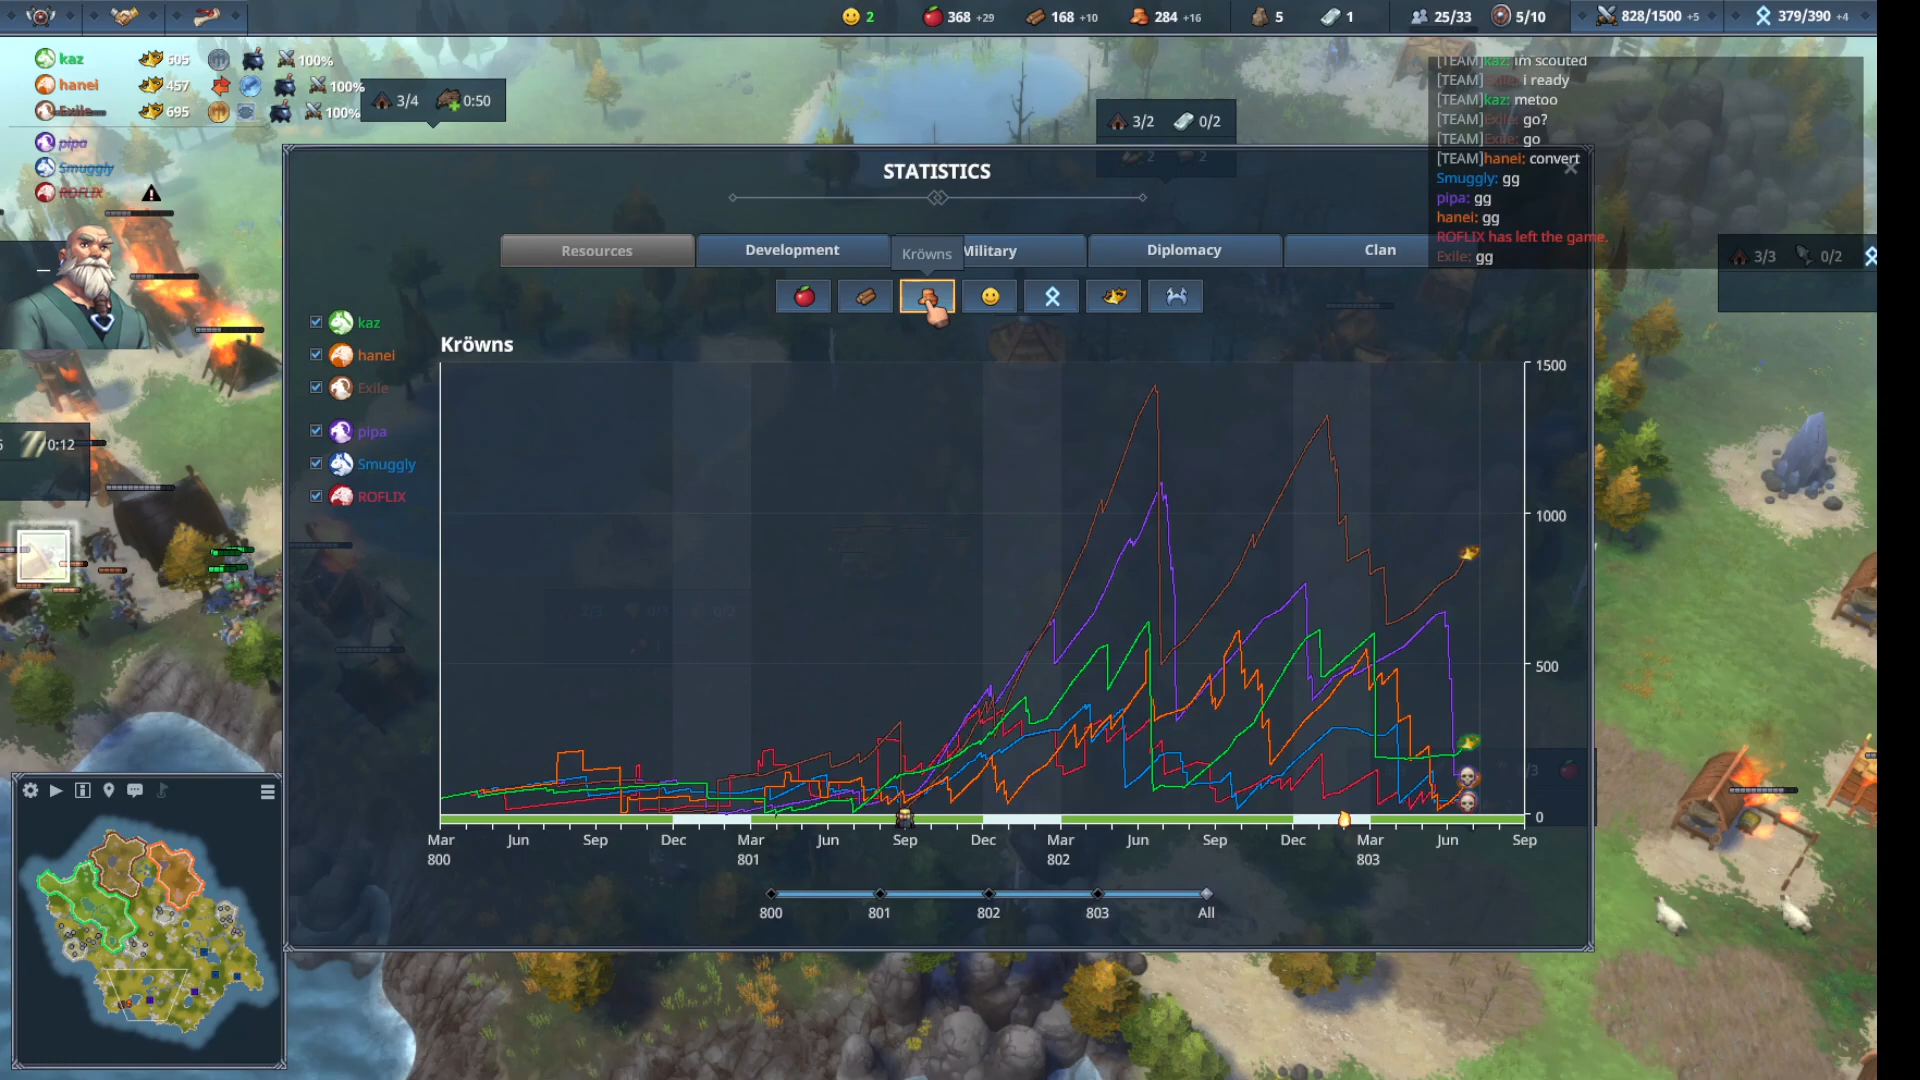 2
368 +29
168 +10
284 +16
5
1
25/33
5/10
828/1500 +5
379/390 +4
kaz 605 100%
hanei 457 100%
Exile 695 100%
pipa
Smuggly
ROFLIX
3/4 0:50
3/2 0/2
[TEAM]kaz: im scouted
[TEAM]Exile: i ready
[TEAM]kaz: metoo
[TEAM]Exile: go?
[TEAM]Exile: go
[TEAM]hanei: convert
Smuggly: gg
pipa: gg
hanei: gg
ROFLIX has left the game.
Exile: gg
3/3 0/2
0:12
STATISTICS
Resources
Development
Military
Diplomacy
Clan
Kröwns
kaz
hanei
Exile
pipa
Smuggly
ROFLIX
Kröwns
1500
1000
500
0
Mar Jun Sep Dec Mar Jun Sep Dec Mar Jun Sep Dec Mar Jun Sep
800 801 802 803
800 801 802 803 All